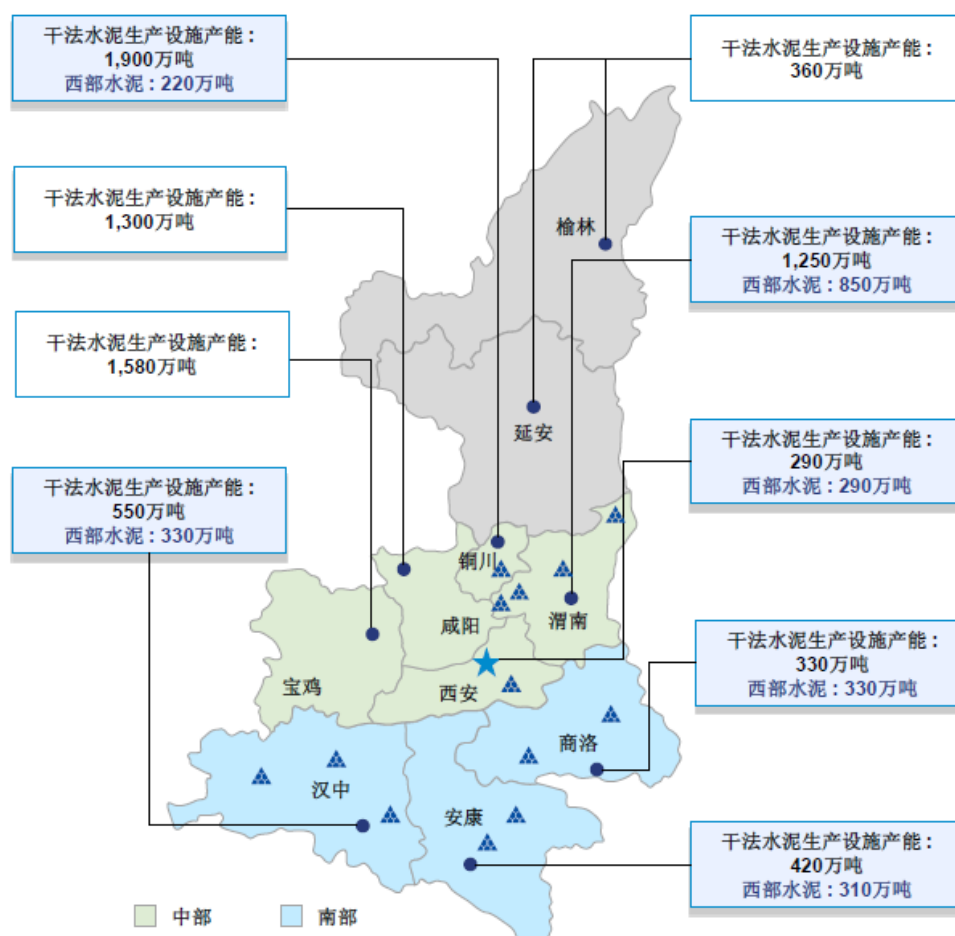 干法水泥生产设施产能：
1,900万吨
西部水泥：220万吨
干法水泥生产设施产能：
360万吨
干法水泥生产设施产能：
1,300万吨
榆林
干法水泥生产设施产能：
1,250万吨
西部水泥：850万吨
干法水泥生产设施产能：
1,580万吨
延安
干法水泥生产设施产能：
290万吨
西部水泥：290万吨
干法水泥生产设施产能：
550万吨
西部水泥：330万吨
铜川
咸阳
渭南
宝鸡
西安
干法水泥生产设施产能：
330万吨
西部水泥：330万吨
商洛
汉中
安康
干法水泥生产设施产能：
420万吨
西部水泥：310万吨
中部
南部